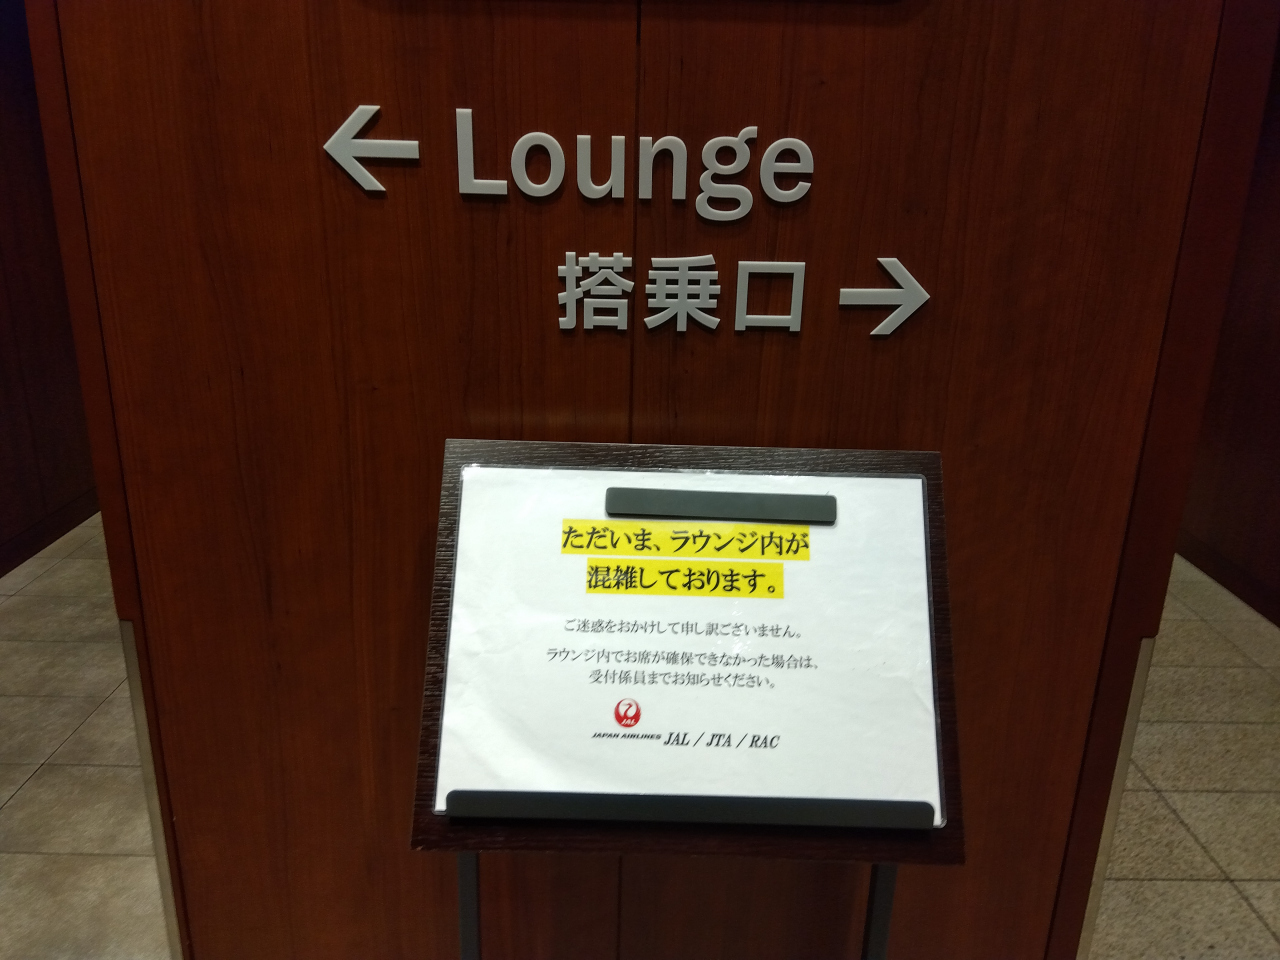 ← Lounge
搭乗口 →
ただいま、ラウンジ内が
混雑しております。
ご迷惑をおかけして申し訳ございません。
ラウンジ内でお席が確保できなかった場合は、
受付係員までお知らせください。
JAL
JAPAN AIRLINES JAL / JTA / RAC